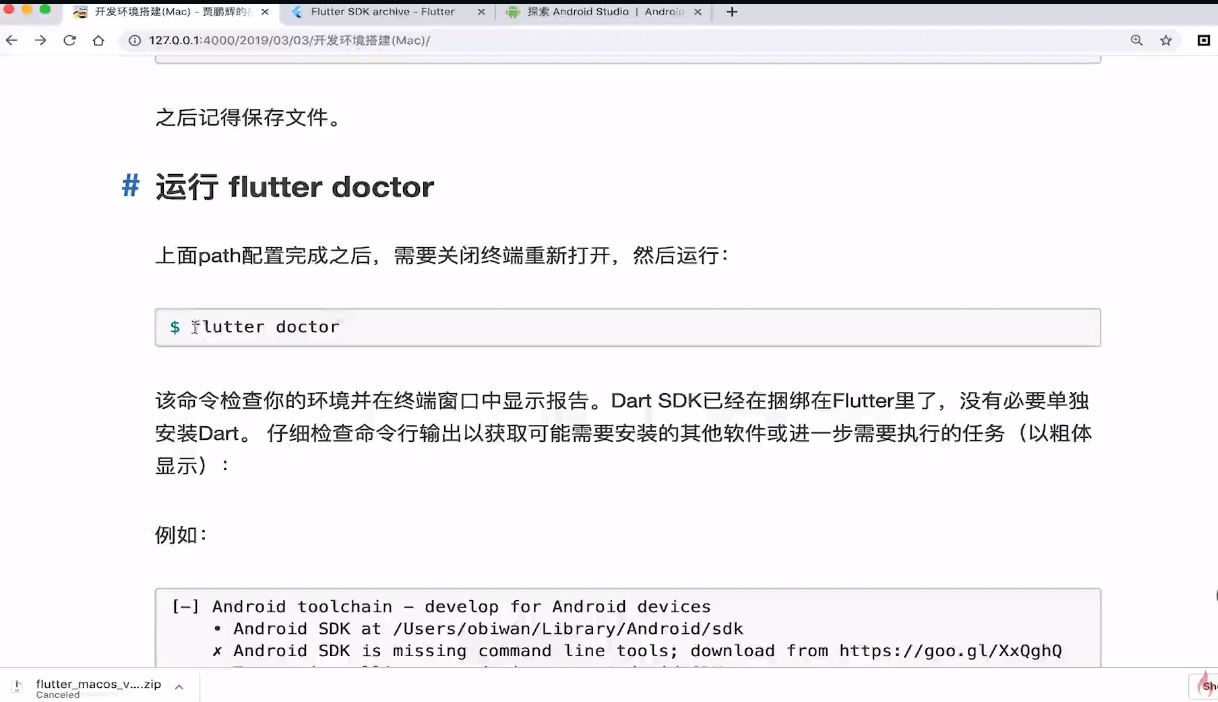 开发环境搭建(Mac) - 贾鹏辉的
Flutter SDK archive - Flutter
探索 Android Studio | Android
127.0.0.1:4000/2019/03/03/开发环境搭建(Mac)/
之后记得保存文件。
# 运行 flutter doctor
上面path配置完成之后，需要关闭终端重新打开，然后运行：
$ flutter doctor
该命令检查你的环境并在终端窗口中显示报告。Dart SDK已经在捆绑在Flutter里了，没有必要单独
安装Dart。 仔细检查命令行输出以获取可能需要安装的其他软件或进一步需要执行的任务（以粗体
显示）：
例如：
[-] Android toolchain - develop for Android devices
• Android SDK at /Users/obiwan/Library/Android/sdk
✗ Android SDK is missing command line tools; download from https://goo.gl/XxQghQ
flutter_macos_v....zip
Canceled